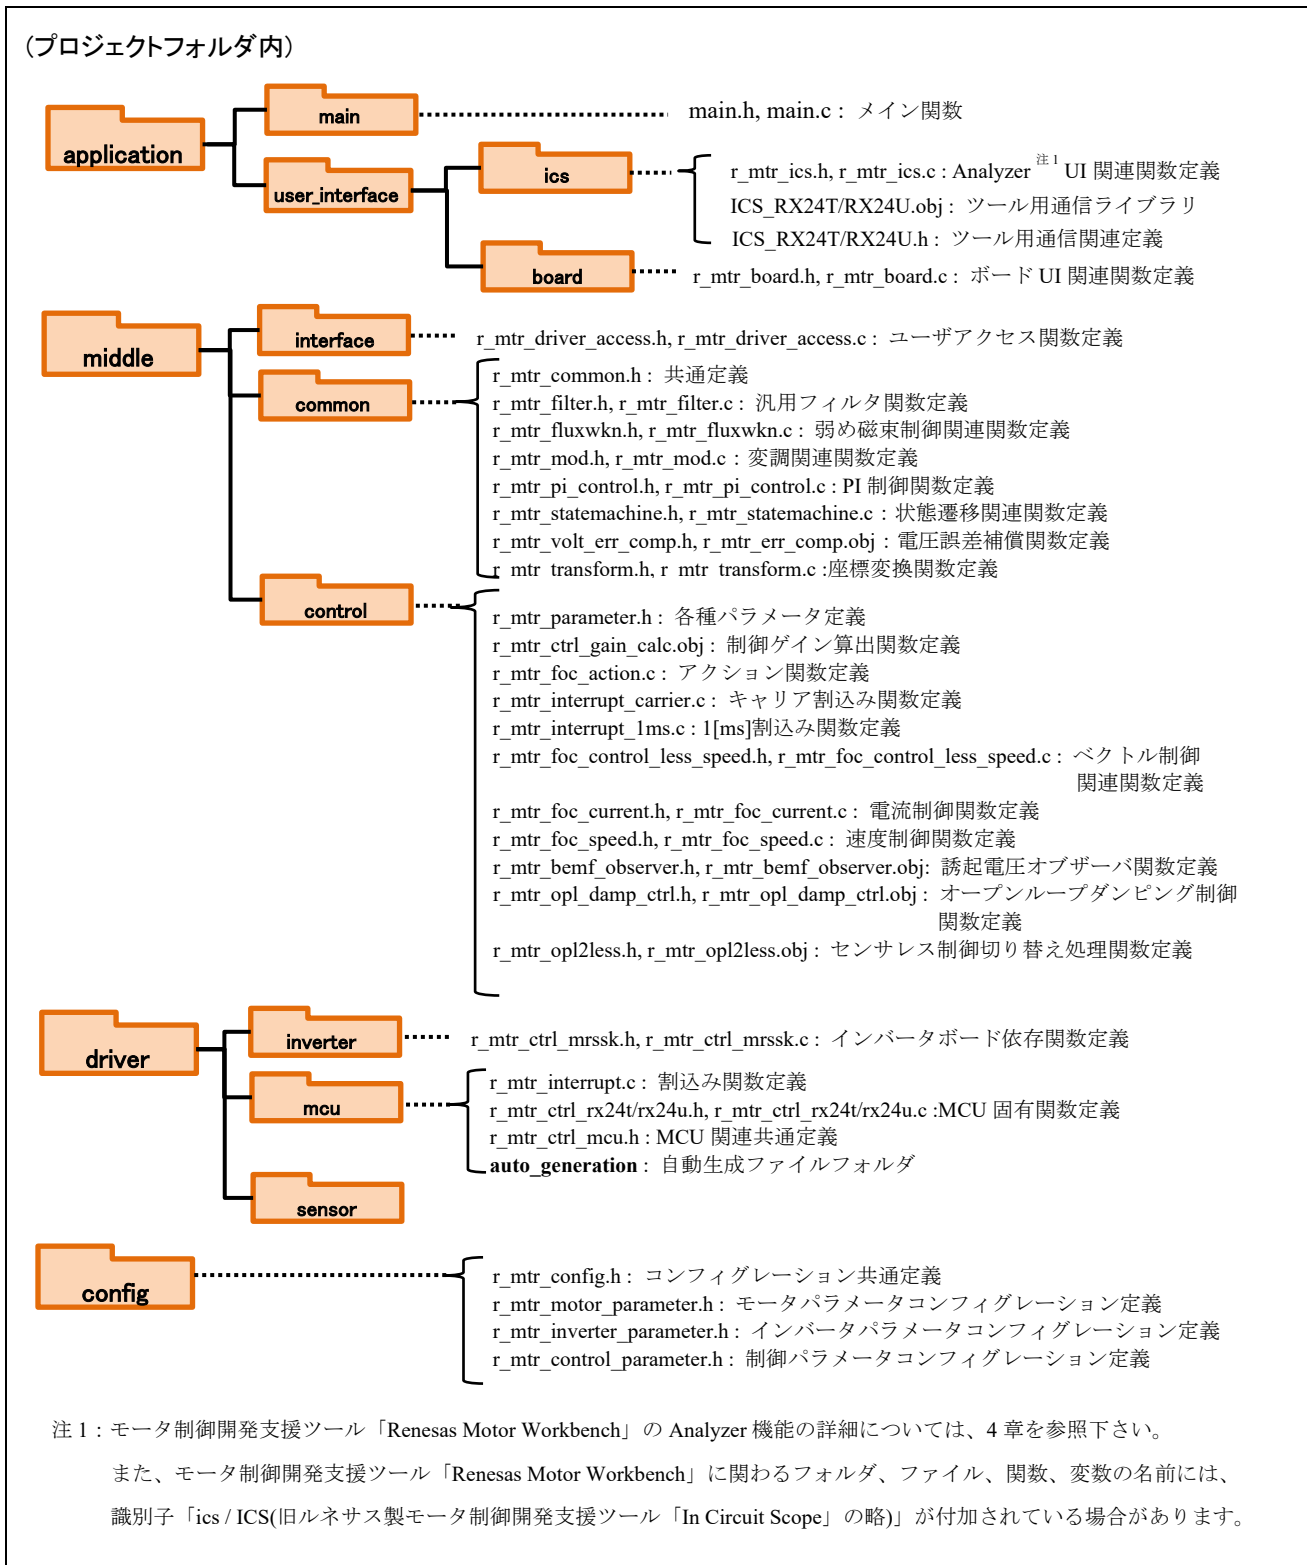 (プロジェクトフォルダ内)
application
main
main.h, main.c : メイン関数
user_interface
ics
r_mtr_ics.h, r_mtr_ics.c : Analyzer 注1 UI 関連関数定義
ICS_RX24T/RX24U.obj : ツール用通信ライブラリ
ICS_RX24T/RX24U.h : ツール用通信関連定義
board
r_mtr_board.h, r_mtr_board.c : ボード UI 関連関数定義
middle
interface
r_mtr_driver_access.h, r_mtr_driver_access.c : ユーザアクセス関数定義
common
r_mtr_common.h : 共通定義
r_mtr_filter.h, r_mtr_filter.c : 汎用フィルタ関数定義
r_mtr_fluxwkn.h, r_mtr_fluxwkn.c : 弱め磁束制御関連関数定義
r_mtr_mod.h, r_mtr_mod.c : 変調関連関数定義
r_mtr_pi_control.h, r_mtr_pi_control.c : PI 制御関数定義
r_mtr_statemachine.h, r_mtr_statemachine.c : 状態遷移関連関数定義
r_mtr_volt_err_comp.h, r_mtr_err_comp.obj : 電圧誤差補償関数定義
r_mtr_transform.h, r_mtr_transform.c :座標変換関数定義
control
r_mtr_parameter.h : 各種パラメータ定義
r_mtr_ctrl_gain_calc.obj : 制御ゲイン算出関数定義
r_mtr_foc_action.c : アクション関数定義
r_mtr_interrupt_carrier.c : キャリア割込み関数定義
r_mtr_interrupt_1ms.c : 1[ms]割込み関数定義
r_mtr_foc_control_less_speed.h, r_mtr_foc_control_less_speed.c : ベクトル制御
関連関数定義
r_mtr_foc_current.h, r_mtr_foc_current.c : 電流制御関数定義
r_mtr_foc_speed.h, r_mtr_foc_speed.c : 速度制御関数定義
r_mtr_bemf_observer.h, r_mtr_bemf_observer.obj: 誘起電圧オブザーバ関数定義
r_mtr_opl_damp_ctrl.h, r_mtr_opl_damp_ctrl.obj : オープンループダンピング制御
関数定義
r_mtr_opl2less.h, r_mtr_opl2less.obj : センサレス制御切り替え処理関数定義
driver
inverter
r_mtr_ctrl_mrssk.h, r_mtr_ctrl_mrssk.c : インバータボード依存関数定義
mcu
r_mtr_interrupt.c : 割込み関数定義
r_mtr_ctrl_rx24t/rx24u.h, r_mtr_ctrl_rx24t/rx24u.c :MCU 固有関数定義
r_mtr_ctrl_mcu.h : MCU 関連共通定義
auto_generation : 自動生成ファイルフォルダ
sensor
config
r_mtr_config.h : コンフィグレーション共通定義
r_mtr_motor_parameter.h : モータパラメータコンフィグレーション定義
r_mtr_inverter_parameter.h : インバータパラメータコンフィグレーション定義
r_mtr_control_parameter.h : 制御パラメータコンフィグレーション定義
注 1 : モータ制御開発支援ツール「Renesas Motor Workbench」の Analyzer 機能の詳細については、4 章を参照下さい。
また、モータ制御開発支援ツール「Renesas Motor Workbench」に関わるフォルダ、ファイル、関数、変数の名前には、
識別子「ics / ICS(旧ルネサス製モータ制御開発支援ツール「In Circuit Scope」の略)」が付加されている場合があります。